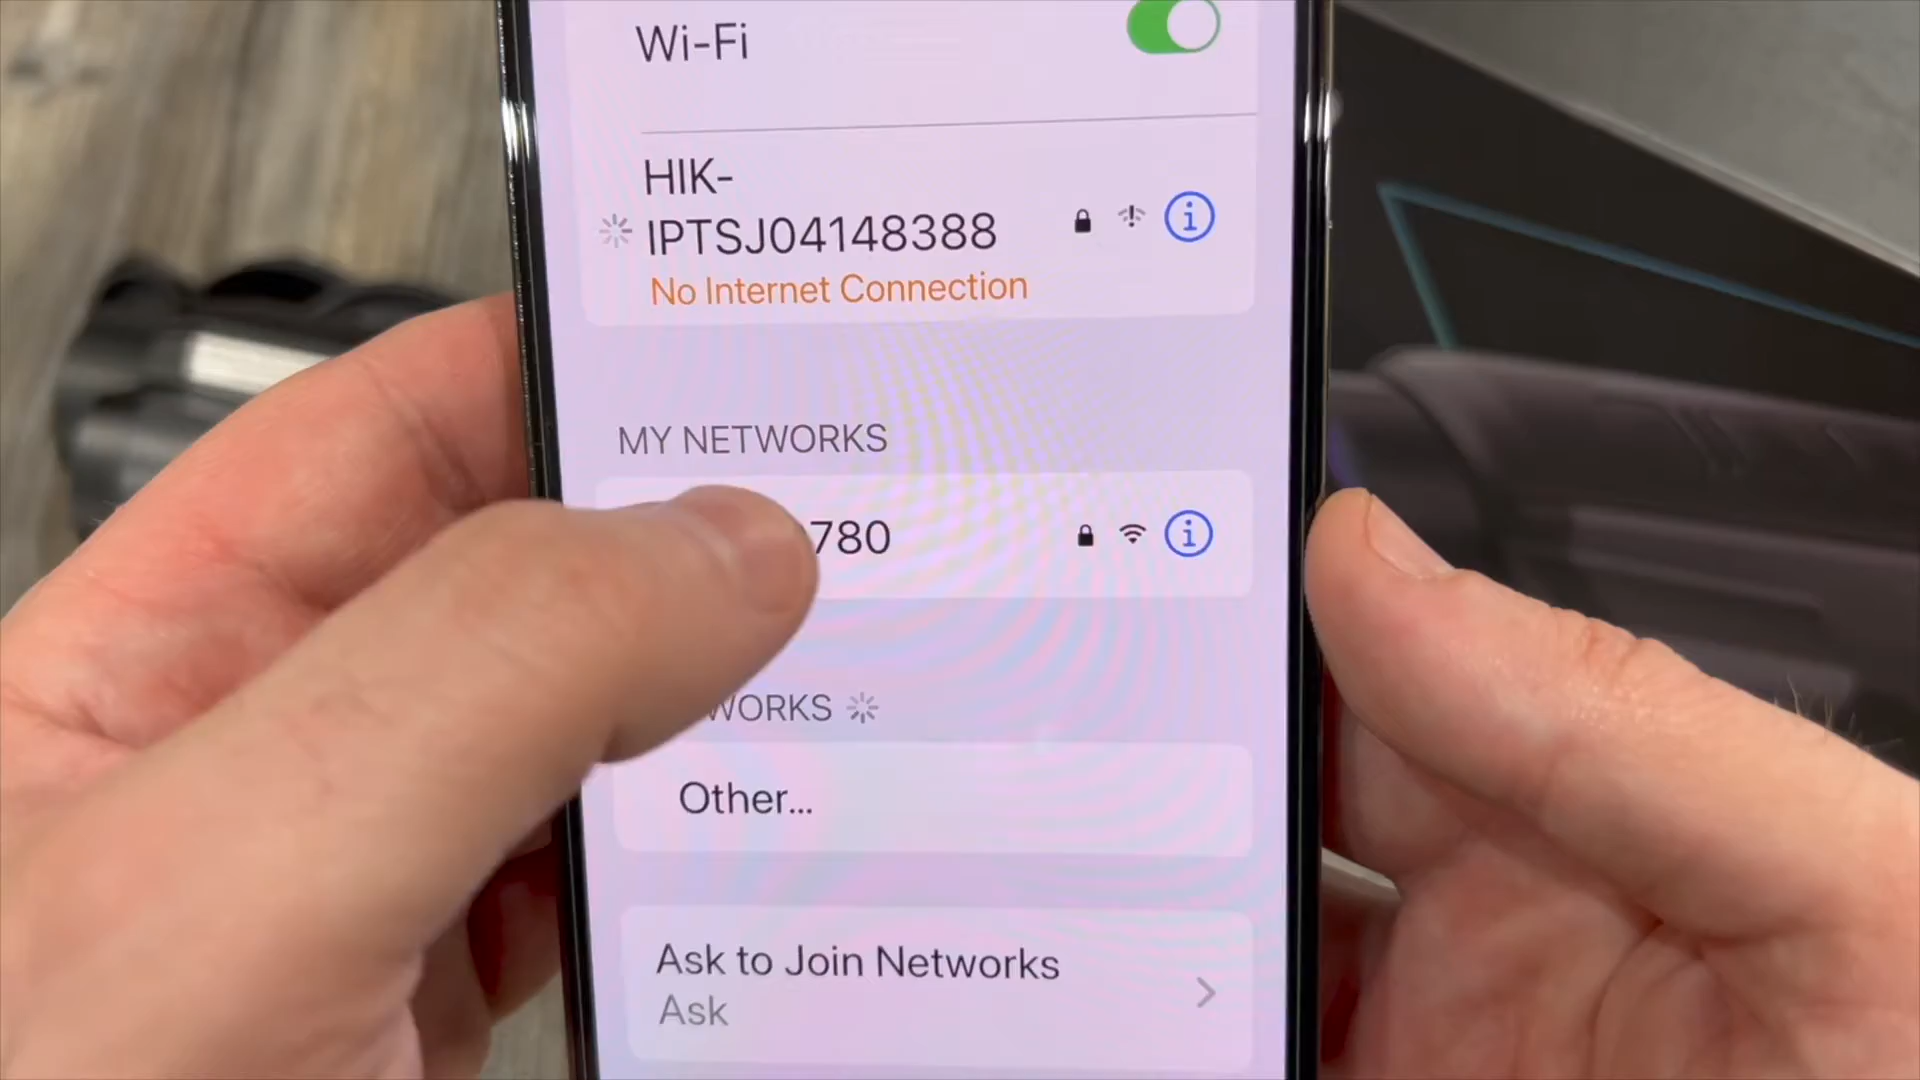 Wi-Fi
HIK-
IPTSJ04148388
No Internet Connection
MY NETWORKS
780
WORKS
Other...
Ask to Join Networks
Ask